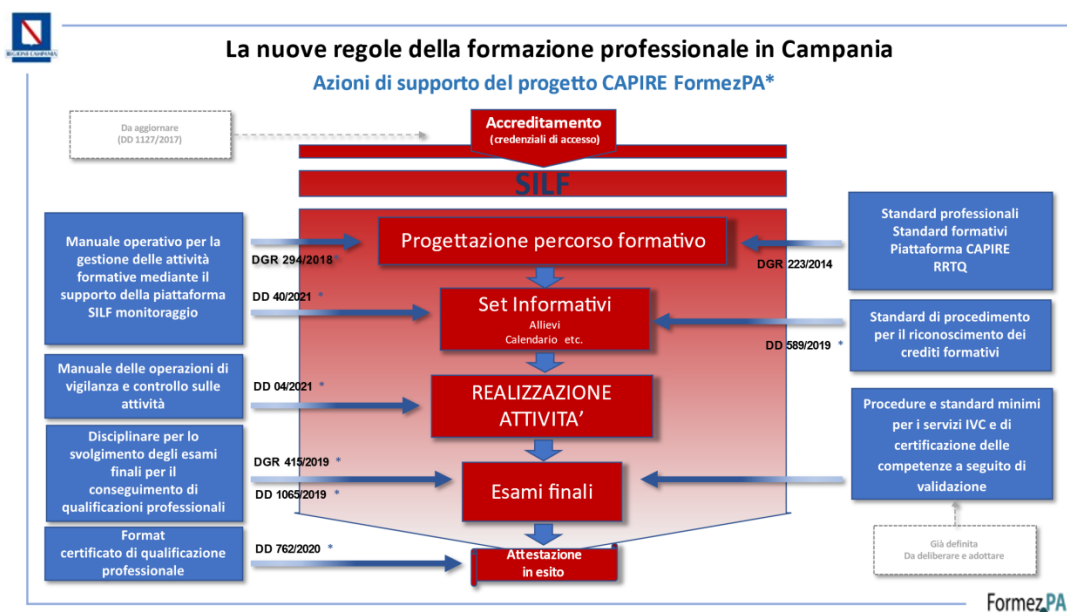 REGIONE CAMPANIA
La nuove regole della formazione professionale in Campania
Azioni di supporto del progetto CAPIRE FormezPA*
Da aggiornare
(DD 1127/2017)
Accreditamento
(credenziali di accesso)
SILF
Manuale operativo per la
gestione delle attività
formative mediante il
supporto della piattaforma
SILF monitoraggio
DGR 294/2018 *
DD 40/2021 *
Progettazione percorso formativo
DGR 223/2014
Standard professionali
Standard formativi
Piattaforma CAPIRE
RRTQ
Set Informativi
Allievi
Calendario etc.
DD 589/2019 *
Standard di procedimento
per il riconoscimento dei
crediti formativi
Manuale delle operazioni di
vigilanza e controllo sulle
attività
DD 04/2021 *
REALIZZAZIONE
ATTIVITA’
Disciplinare per lo
svolgimento degli esami
finali per il
conseguimento di
qualificazioni professionali
DGR 415/2019 *
DD 1065/2019 *
Esami finali
Procedure e standard minimi
per i servizi IVC e di
certificazione delle
competenze a seguito di
validazione
Già definita
Da deliberare e adottare
Format
certificato di qualificazione
professionale
DD 762/2020 *
Attestazione
in esito
Formez PA